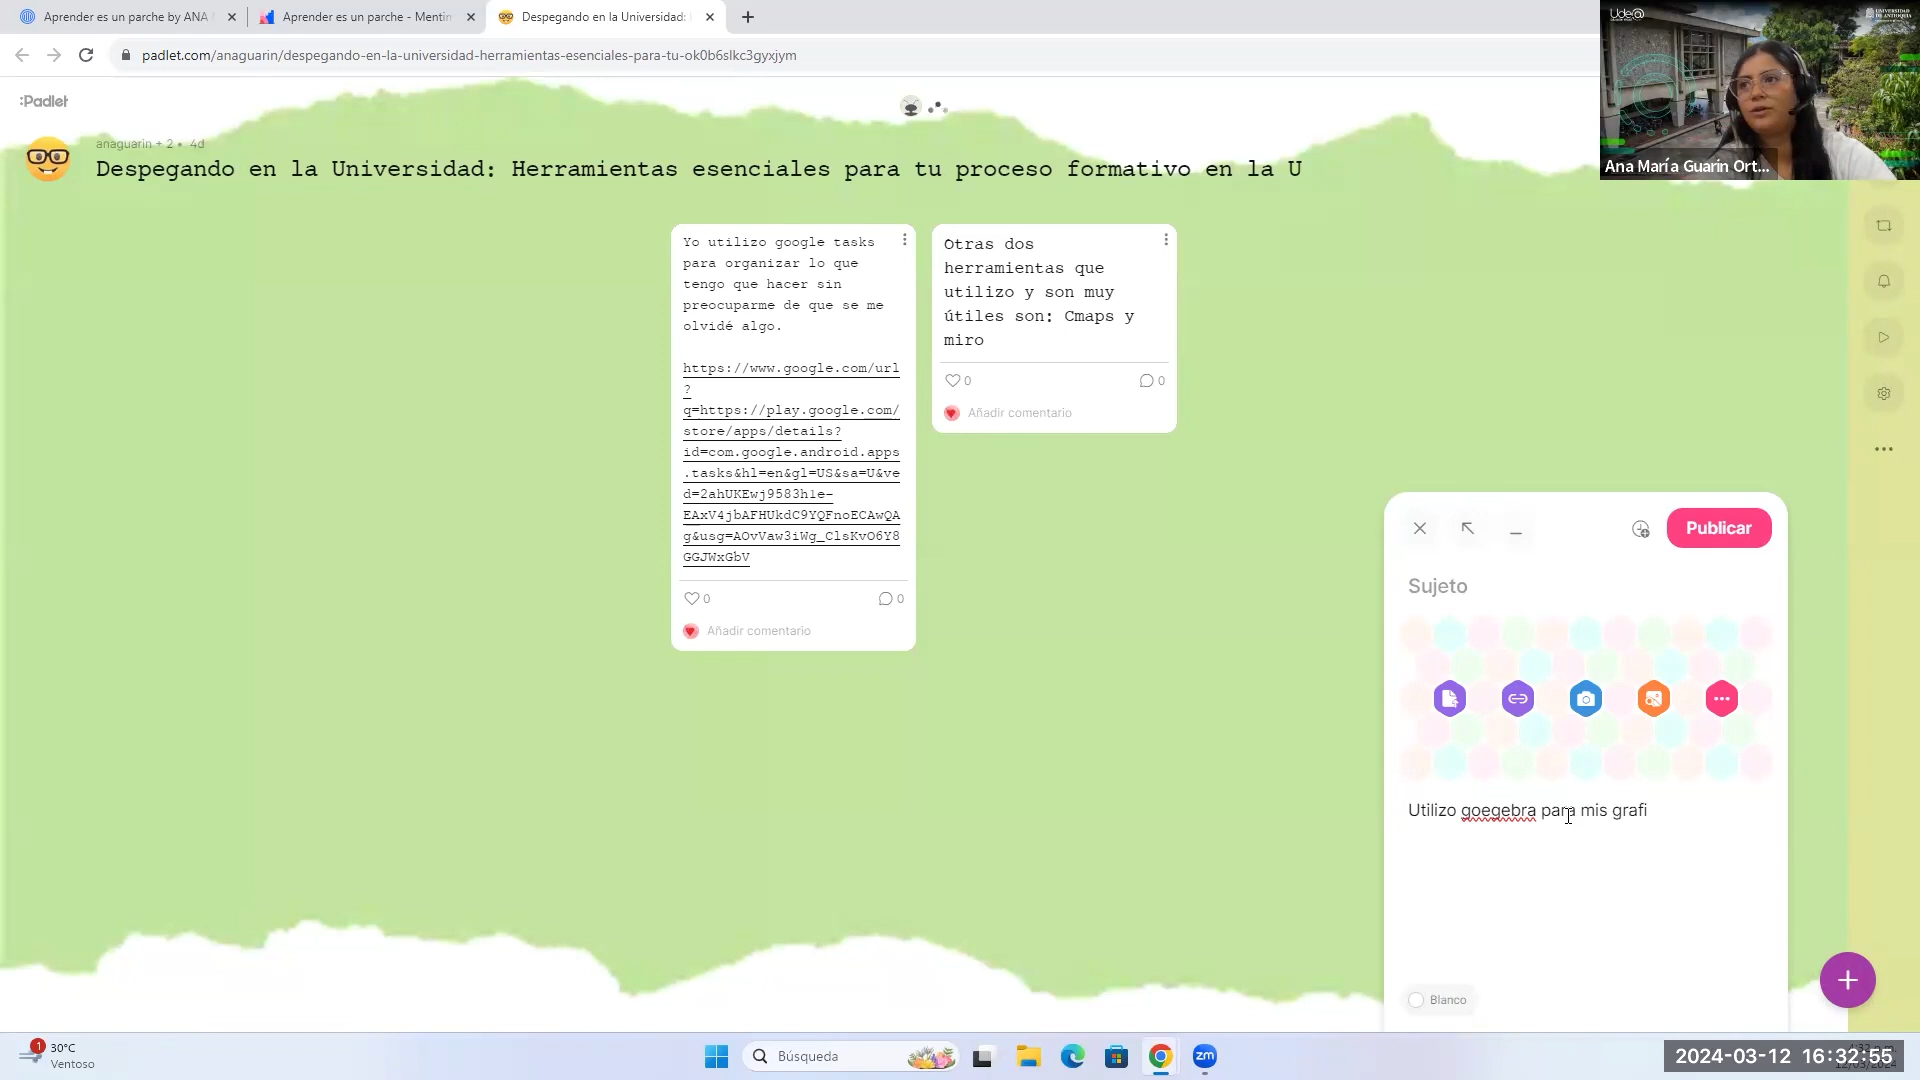 Aprender es un parche by ANA
Aprender es un parche - Mentim
Despegando en la Universidad:
padlet.com/anaguarin/despegando-en-la-universidad-herramientas-esenciales-para-tu-ok0b6slkc3gyxjym
:Padlet
anaguarin + 2 • 4d
Despegando en la Universidad: Herramientas esenciales para tu proceso formativo en la U
Yo utilizo google tasks
para organizar lo que
tengo que hacer sin
preocuparme de que se me
olvidé algo.
https://www.google.com/url
?
q=https://play.google.com/
store/apps/details?
id=com.google.android.apps
.tasks&hl=en&gl=US&sa=U&ve
d=2ahUKEwj9583h1e-
EAxV4jbAFHUkdC9YQFnoECAwQA
g&usg=AOvVaw3iWg_ClsKvO6Y8
GGJWxGbV
0
0
Añadir comentario
Otras dos
herramientas que
utilizo y son muy
útiles son: Cmaps y
miro
0
0
Añadir comentario
Ude@
UNIVERSIDAD
DE ANTIOQUIA
Ana María Guarín Ort...
Publicar
Sujeto
Utilizo goegebra para mis grafi
Blanco
1
30°C
Ventoso
Búsqueda
zm
2024-03-12 16:32:55